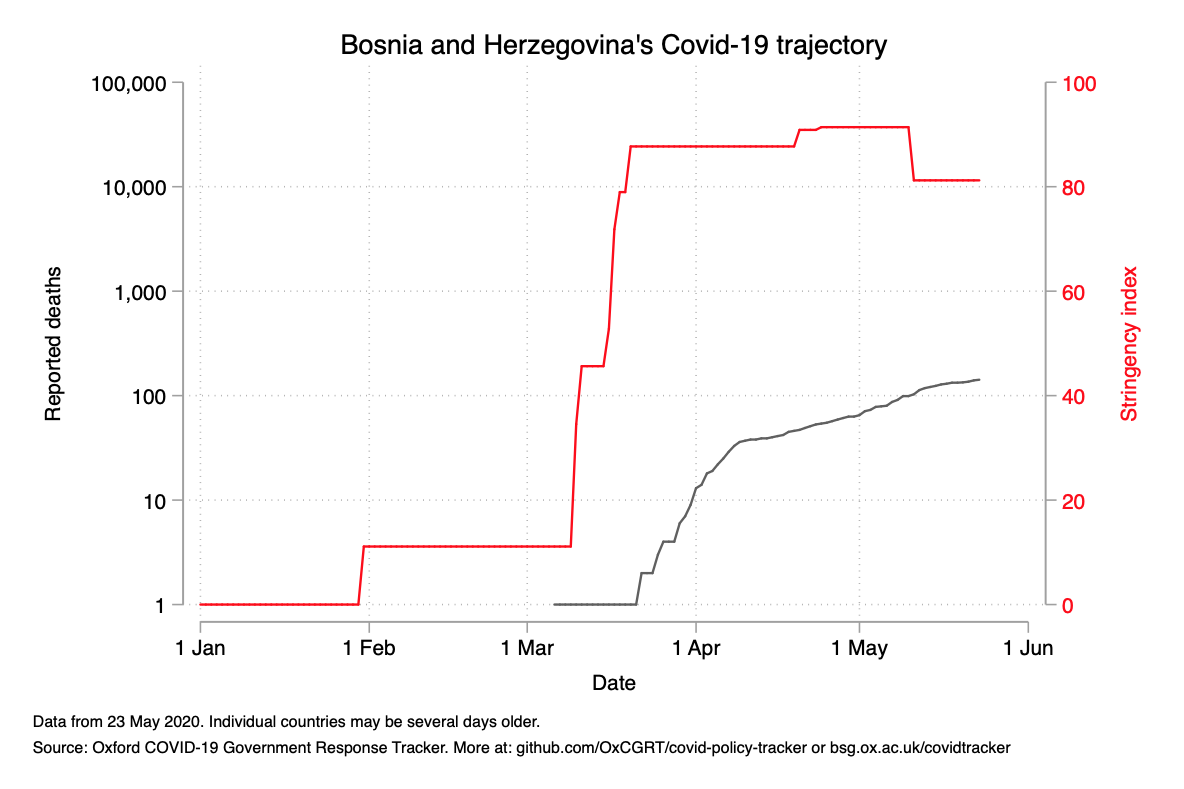 Bosnia and Herzegovina's Covid-19 trajectory
100,000
10,000
1,000
100
10
1
Reported deaths
100
80
60
40
20
0
Stringency index
1 Jan
1 Feb
1 Mar
1 Apr
1 May
1 Jun
Date
Data from 23 May 2020. Individual countries may be several days older.
Source: Oxford COVID-19 Government Response Tracker. More at: github.com/OxCGRT/covid-policy-tracker or bsg.ox.ac.uk/covidtracker